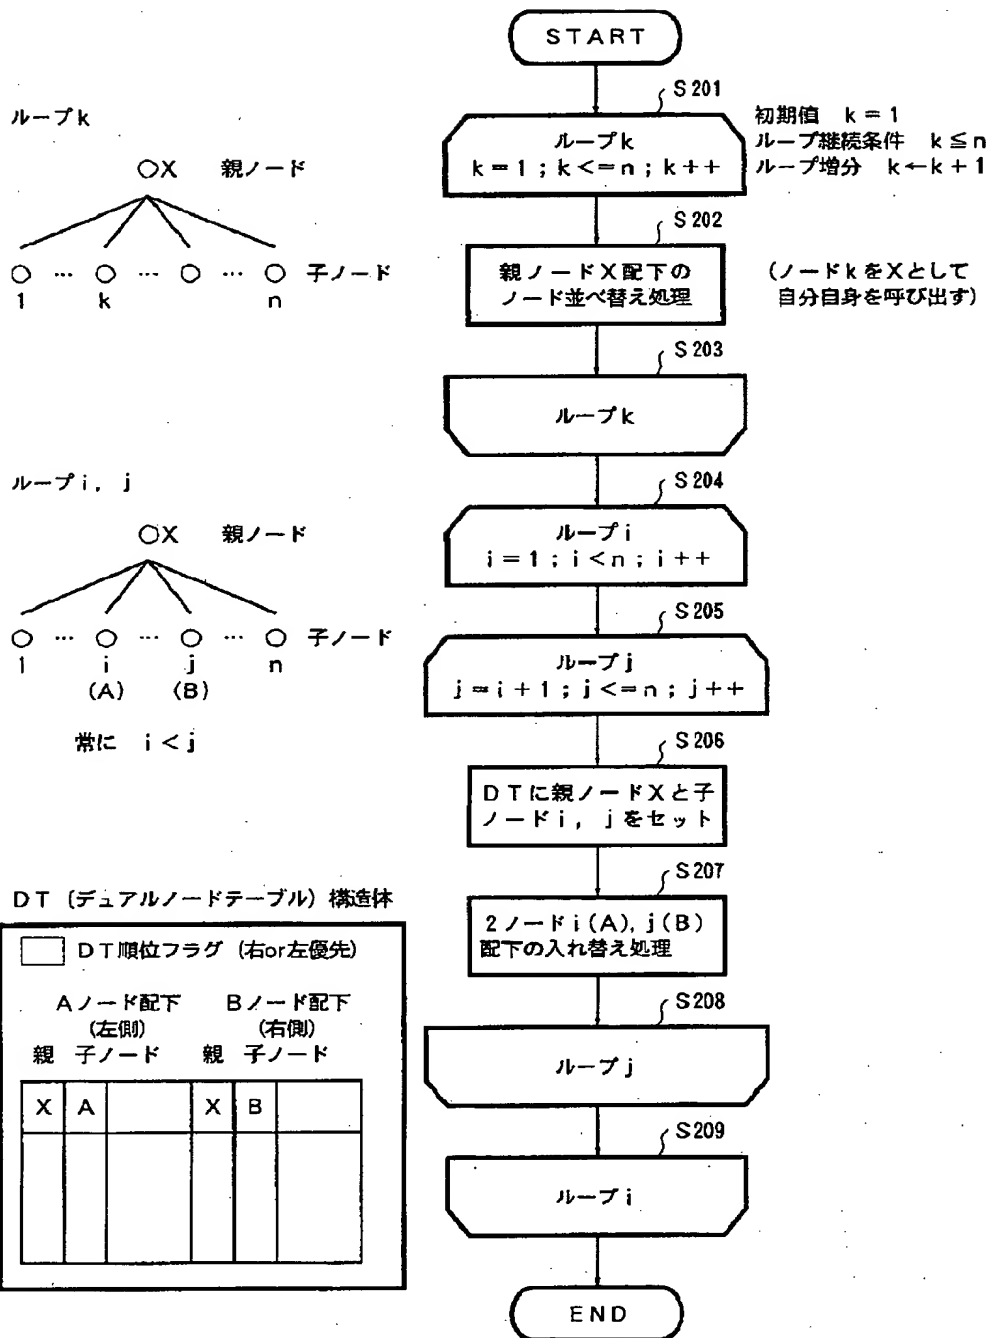 START
S201
ループk
k=1;k<=n;k++
初期値 k=1
ループ継続条件 k≦n
ループ増分 k←k+1
S202
親ノードX配下の
ノード並べ替え処理
(ノードkをXとして
自分自身を呼び出す)
S203
ループk
S204
ループi
i=1;i<n;i++
S205
ループj
j=i+1;j<=n;j++
S206
DTに親ノードXと子
ノードi, jをセット
S207
2ノードi(A), j(B)
配下の入れ替え処理
S208
ループj
S209
ループi
END
ループk
X 親ノード
… … … 子ノード
1 k n
ループi, j
X 親ノード
… … … 子ノード
1 i j n
(A) (B)
常に i<j
DT (デュアルノードテーブル) 構造体
DT順位フラグ (右or左優先)
Aノード配下 Bノード配下
(左側) (右側)
親 子ノード 親 子ノード
X A X B